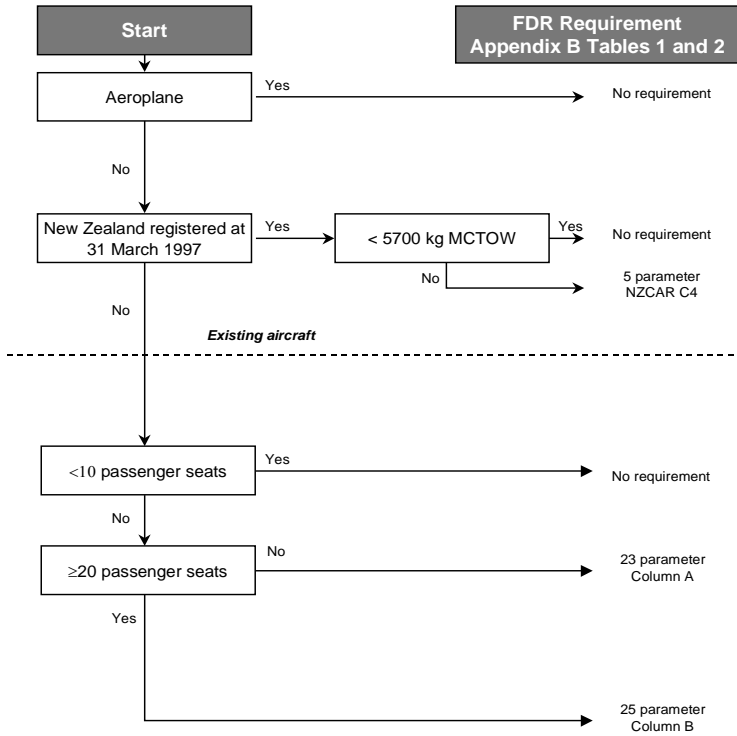 Start
FDR Requirement
Appendix B Tables 1 and 2
Aeroplane
Yes
No requirement
No
New Zealand registered at
31 March 1997
Yes
< 5700 kg MCTOW
Yes
No requirement
No
5 parameter
NZCAR C4
No
Existing aircraft
<10 passenger seats
Yes
No requirement
No
≥20 passenger seats
No
23 parameter
Column A
Yes
25 parameter
Column B